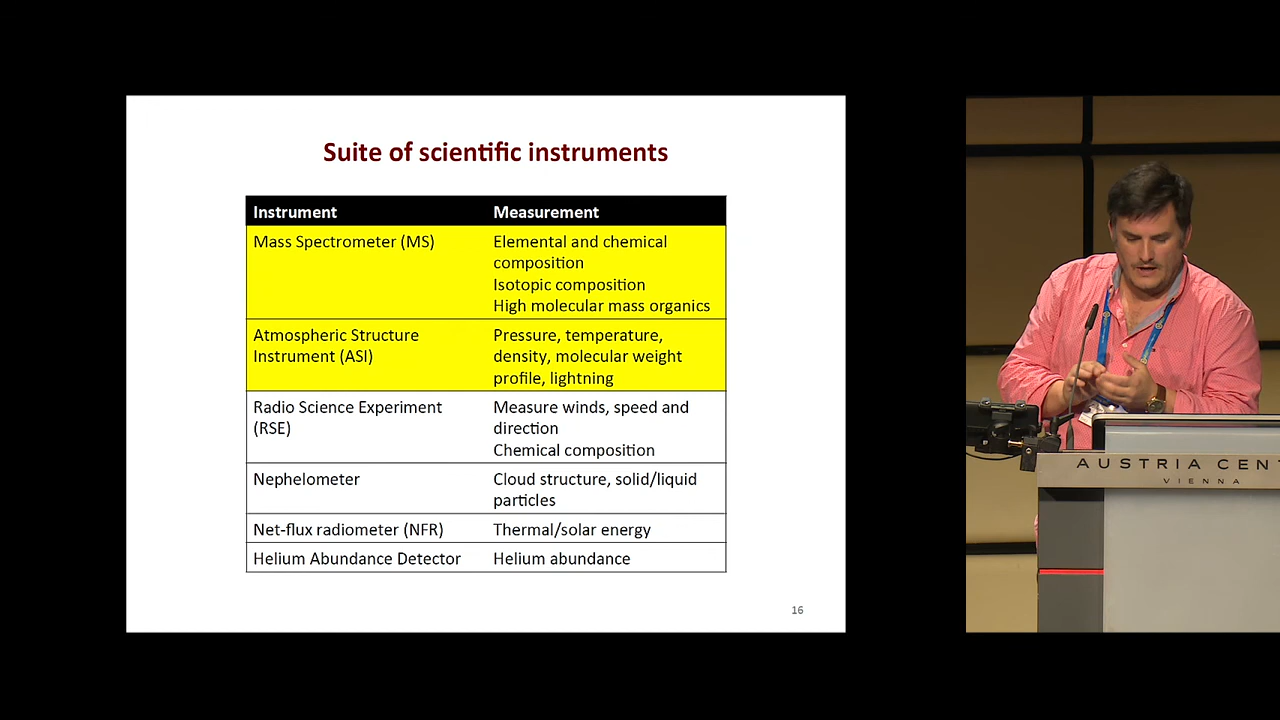 Suite of scientific instruments
Instrument Measurement
Mass Spectrometer (MS) Elemental and chemical
composition
Isotopic composition
High molecular mass organics
Atmospheric Structure Pressure, temperature,
Instrument (ASI) density, molecular weight
profile, lightning
Radio Science Experiment Measure winds, speed and
(RSE) direction
Chemical composition
Nephelometer Cloud structure, solid/liquid
particles
Net-flux radiometer (NFR) Thermal/solar energy
Helium Abundance Detector Helium abundance
16
AUSTRIA CEN
VIENNA